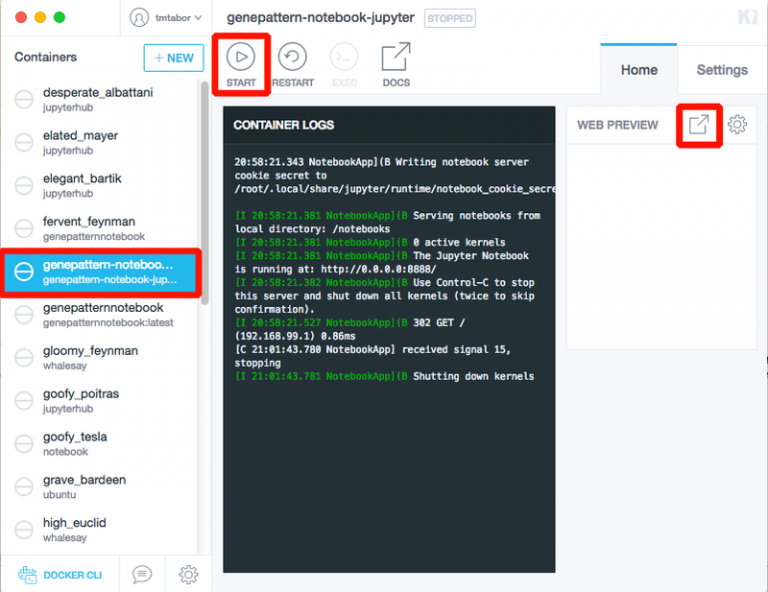 tmtabor
genepattern-notebook-jupyter
STOPPED
Containers
+ NEW
START
RESTART
EXEC
DOCS
Home
Settings
desperate_albattani
jupyterhub
elated_mayer
jupyterhub
elegant_bartik
jupyterhub
fervent_feynman
genepatternnotebook
genepattern-noteboo...
genepattern-notebook-jup...
genepatternnotebook
genepatternnotebook:latest
gloomy_feynman
whalesay
goofy_poitras
jupyterhub
goofy_tesla
notebook
grave_bardeen
ubuntu
high_euclid
whalesay
DOCKER CLI
CONTAINER LOGS
20:58:21.343 NotebookApp](B Writing notebook server
cookie secret to
/root/.local/share/jupyter/runtime/notebook_cookie_secre
[I 20:58:21.381 NotebookApp](B Serving notebooks from
local directory: /notebooks
[I 20:58:21.381 NotebookApp](B 0 active kernels
[I 20:58:21.381 NotebookApp](B The Jupyter Notebook
is running at: http://0.0.0.0:8888/
[I 20:58:21.382 NotebookApp](B Use Control-C to stop
this server and shut down all kernels (twice to skip
confirmation).
[I 20:58:21.527 NotebookApp](B 302 GET /
(192.168.99.1) 0.86ms
[C 21:01:43.780 NotebookApp] received signal 15,
stopping
[I 21:01:43.781 NotebookApp](B Shutting down kernels
WEB PREVIEW